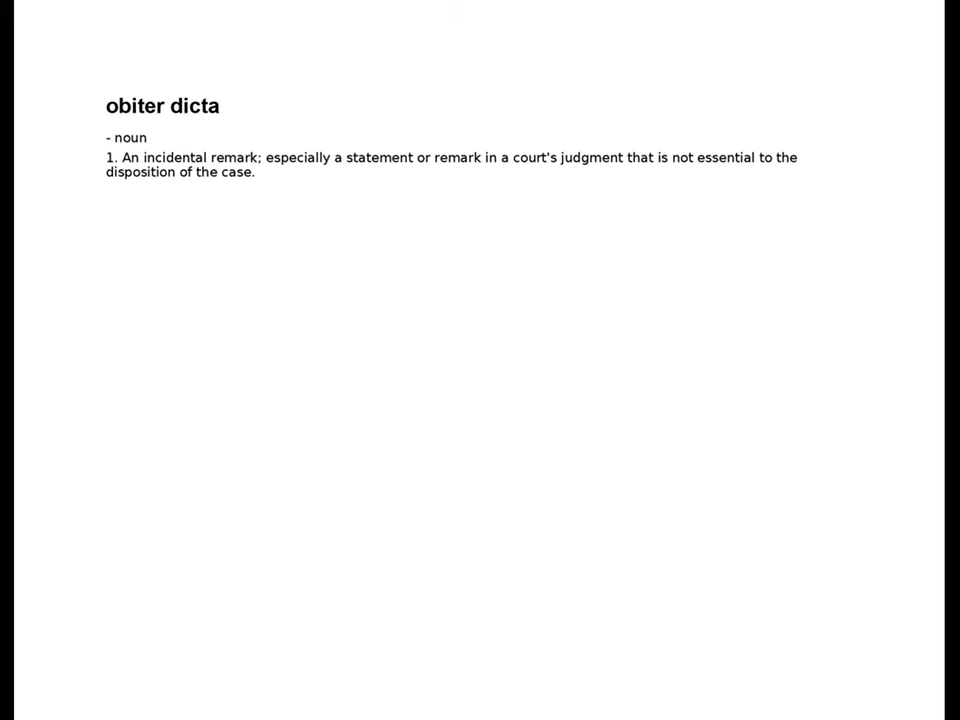 obiter dicta
- noun
1. An incidental remark; especially a statement or remark in a court's judgment that is not essential to the
disposition of the case.